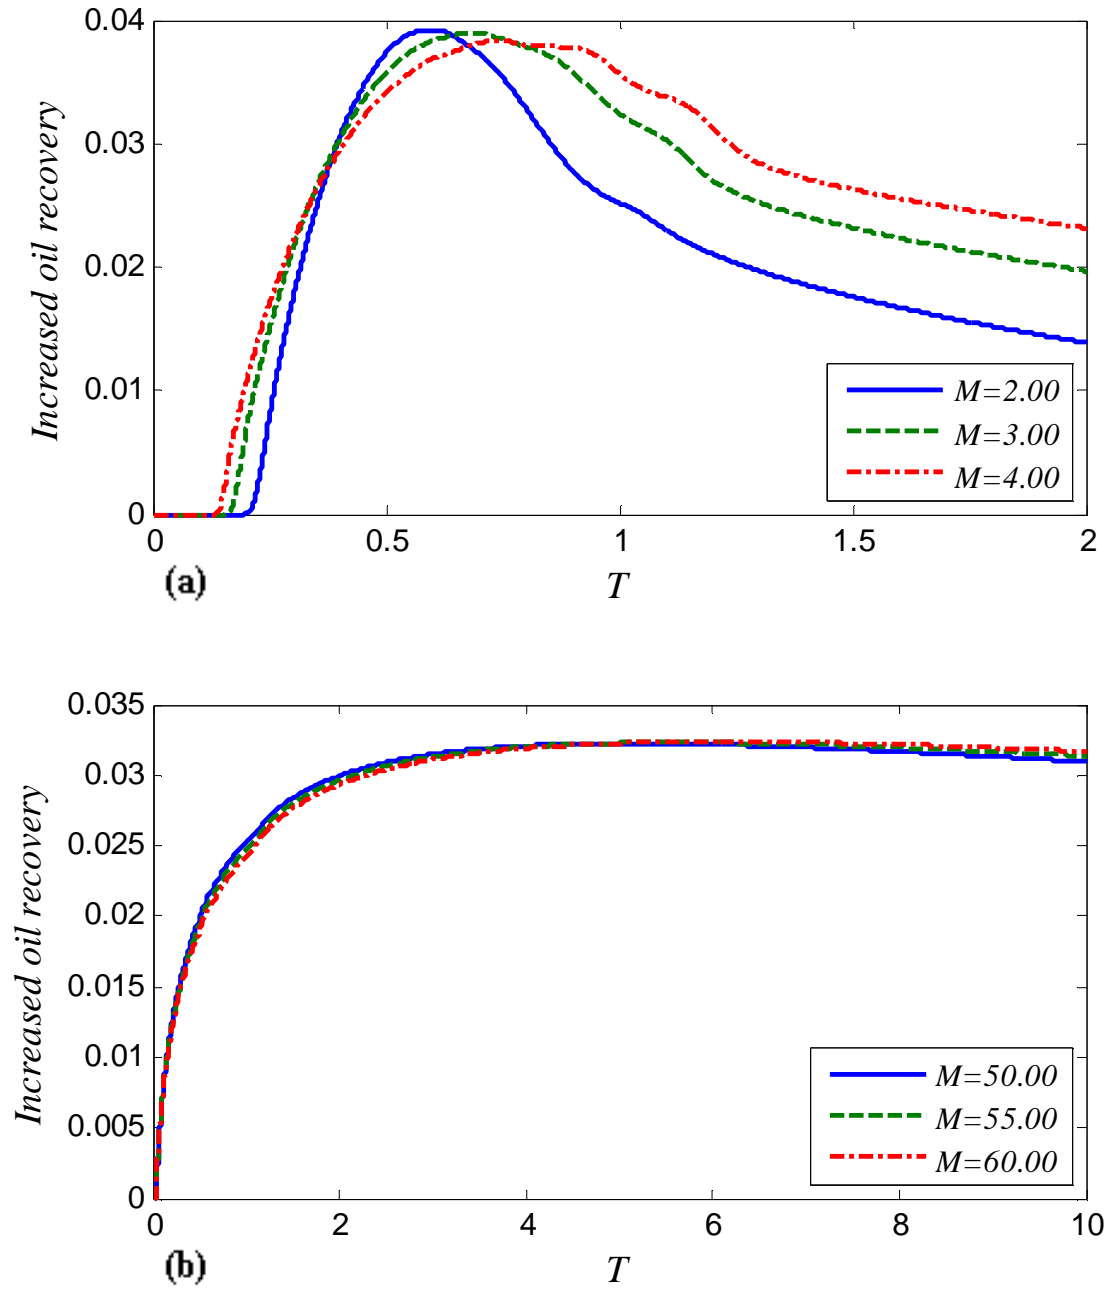 0.04
0.03
0.02
0.01
0
Increased oil recovery
M=2.00
M=3.00
M=4.00
0 0.5 1 1.5 2
(a) T
0.035
0.03
0.025
0.02
0.015
0.01
0.005
0
Increased oil recovery
M=50.00
M=55.00
M=60.00
0 2 4 6 8 10
(b) T